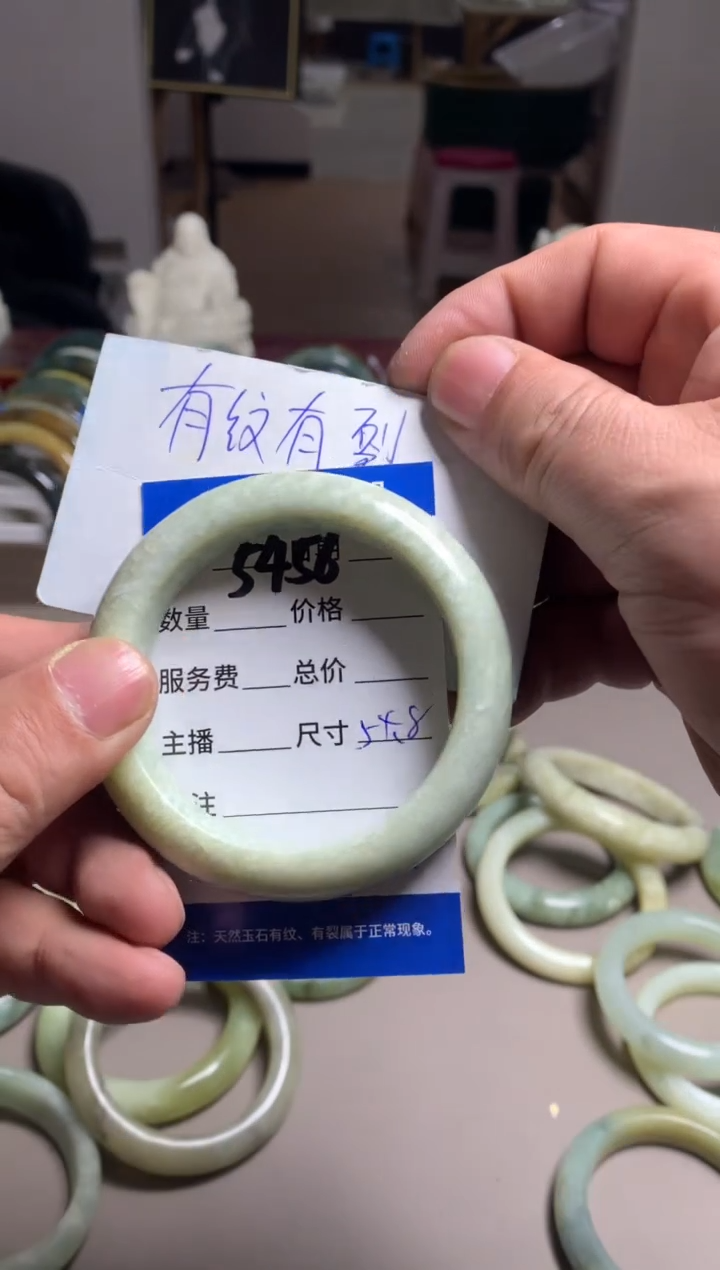 有纹有裂
5456
数量 价格
服务费 总价
主播 尺寸 54.8
注
注：天然玉石有纹、有裂属于正常现象。